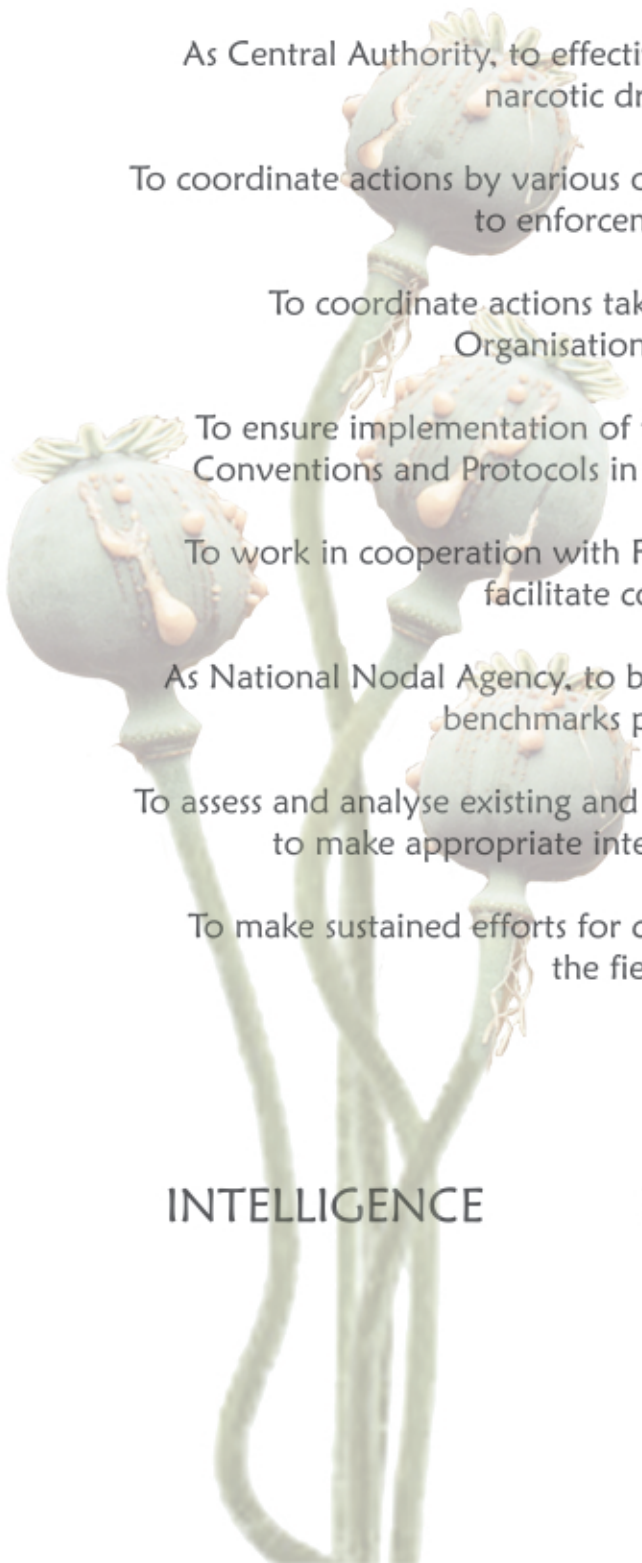 As Central Authority, to effecti
narcotic dr
To coordinate actions by various
to enforcem
To coordinate actions tak
Organisation
To ensure implementation of
Conventions and Protocols in
To work in cooperation with F
facilitate co
As National Nodal Agency, to b
benchmarks p
To assess and analyse existing and
to make appropriate inte
To make sustained efforts for
the fie
INTELLIGENCE